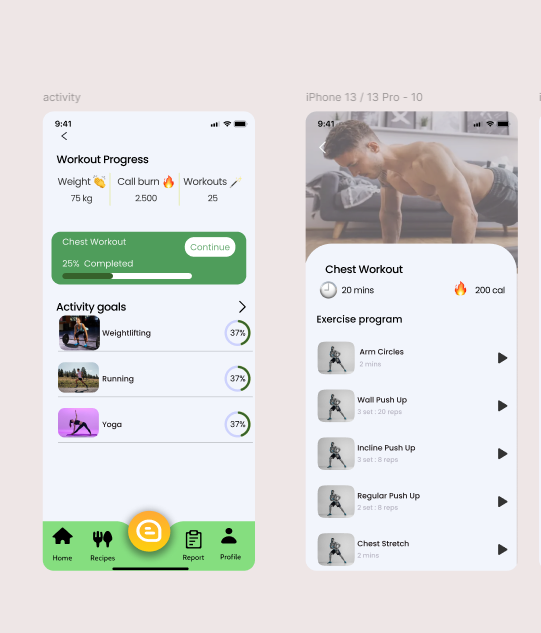 activity
9:41
Workout Progress
Weight Call burn Workouts
75 kg 2.500 25
Chest Workout
Continue
25% Completed
Activity goals
Weightlifting 37%
Running 37%
Yoga 37%
Home Recipes Report Profile
iPhone 13 / 13 Pro - 10
9:41
Chest Workout
20 mins 200 cal
Exercise program
Arm Circles
2 mins
Wall Push Up
3 set : 20 reps
Incline Push Up
3 set : 8 reps
Regular Push Up
2 set : 8 reps
Chest Stretch
2 mins